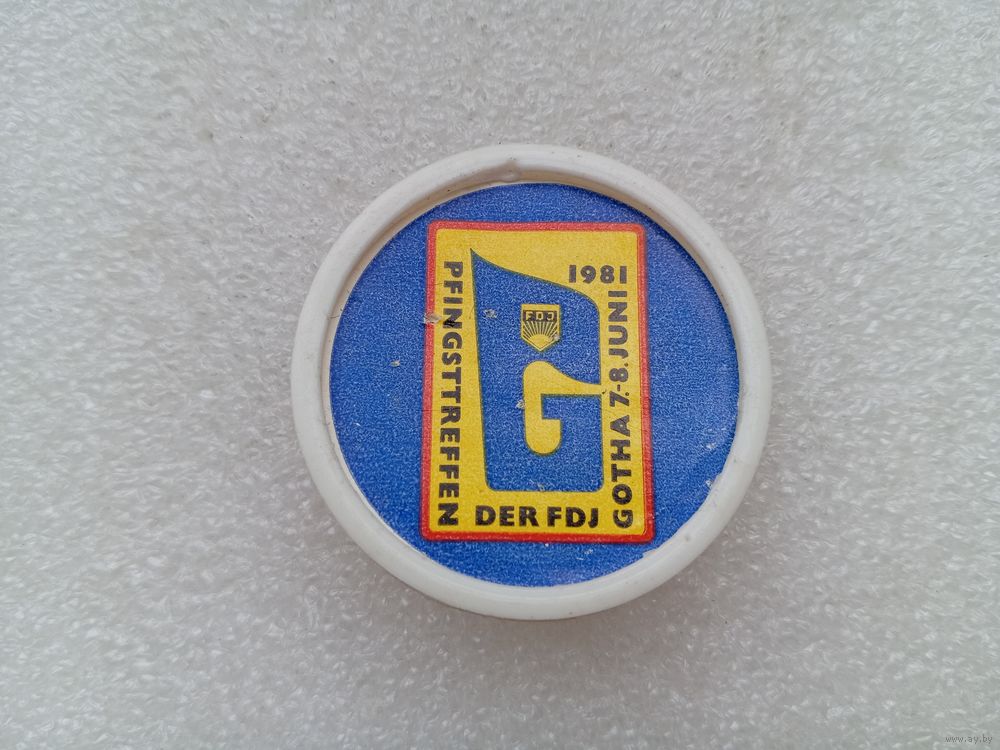 PFINGSTTREFFEN
DER FDJ
GOTHA 7.-8. JUNI
1981
FDJ
www.ay.by